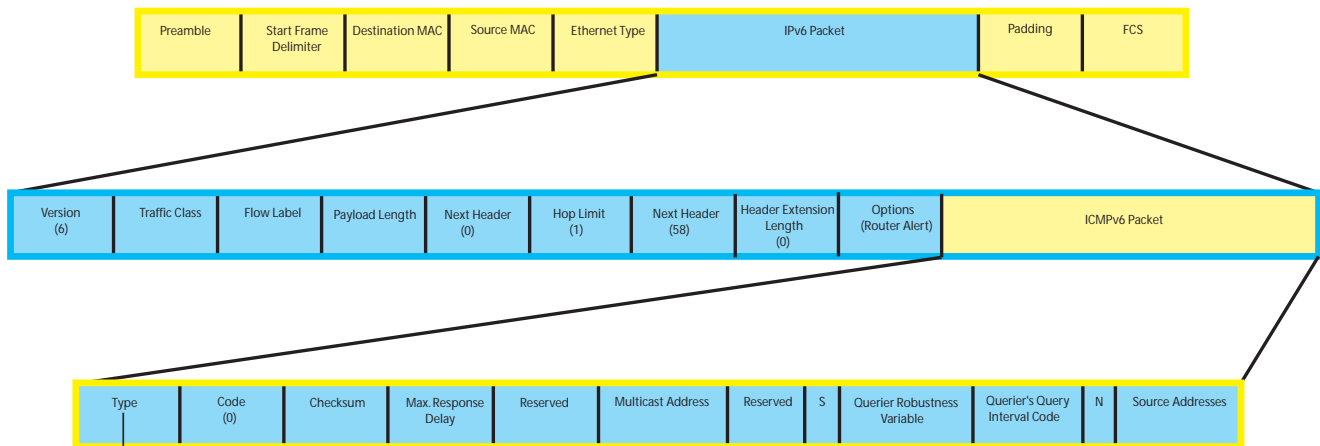 Preamble
Start Frame
Delimiter
Destination MAC
Source MAC
Ethernet Type
IPv6 Packet
Padding
FCS
Version
(6)
Traffic Class
Flow Label
Payload Length
Next Header
(0)
Hop Limit
(1)
Next Header
(58)
Header Extension
Length
(0)
Options
(Router Alert)
ICMPv6 Packet
Type
Code
(0)
Checksum
Max. Response
Delay
Reserved
Multicast Address
Reserved
S
Querier Robustness
Variable
Querier's Query
Interval Code
N
Source Addresses